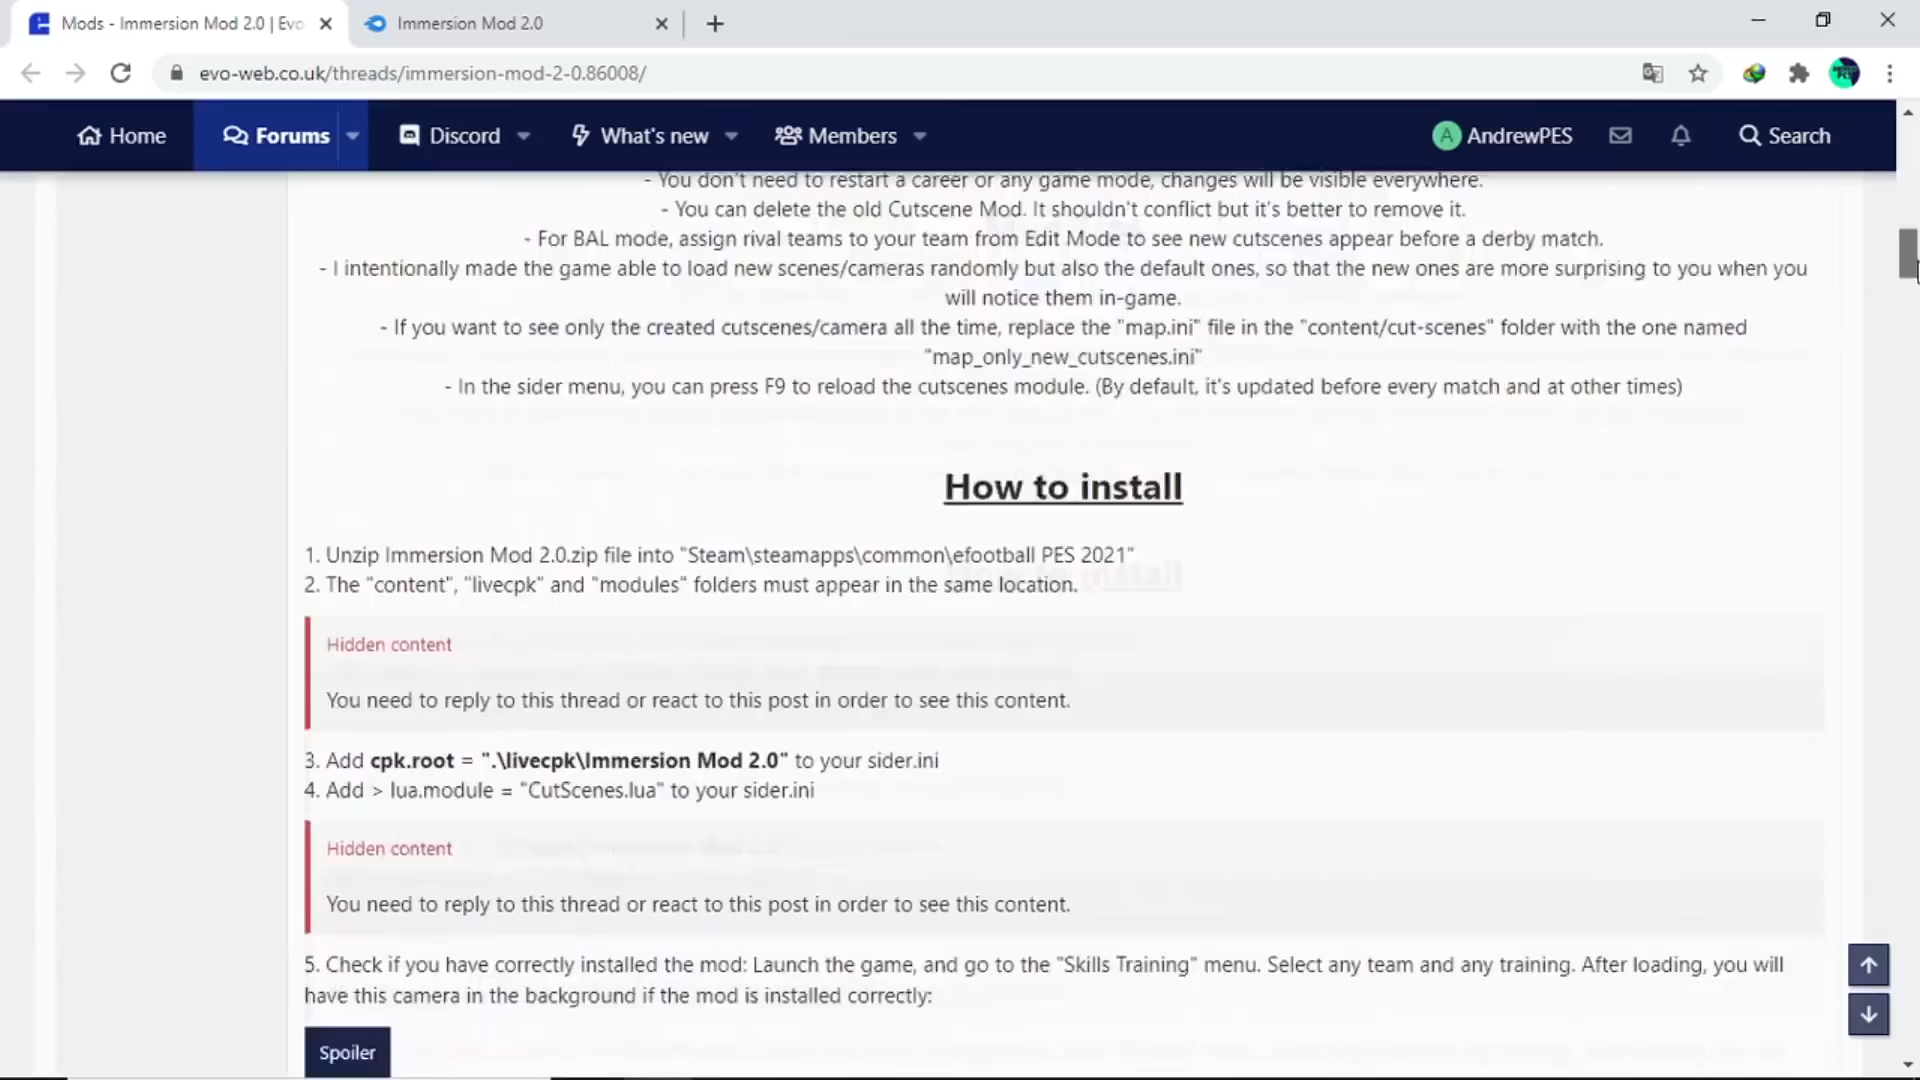 Mods - Immersion Mod 2.0 | Evo
Immersion Mod 2.0
evo-web.co.uk/threads/immersion-mod-2-0.86008/
Home
Forums
Discord
What's new
Members
A AndrewPES
Search
- You don't need to restart a career or any game mode, changes will be visible everywhere.
- You can delete the old Cutscene Mod. It shouldn't conflict but it's better to remove it.
- For BAL mode, assign rival teams to your team from Edit Mode to see new cutscenes appear before a derby match.
- I intentionally made the game able to load new scenes/cameras randomly but also the default ones, so that the new ones are more surprising to you when you
will notice them in-game.
- If you want to see only the created cutscenes/camera all the time, replace the "map.ini" file in the "content/cut-scenes" folder with the one named
"map_only_new_cutscenes.ini"
- In the sider menu, you can press F9 to reload the cutscenes module. (By default, it's updated before every match and at other times)
How to install
1. Unzip Immersion Mod 2.0.zip file into "Steam\steamapps\common\efootball PES 2021"
2. The "content", "livecpk" and "modules" folders must appear in the same location.
Hidden content
You need to reply to this thread or react to this post in order to see this content.
3. Add cpk.root = ".\livecpk\Immersion Mod 2.0" to your sider.ini
4. Add > lua.module = "CutScenes.lua" to your sider.ini
Hidden content
You need to reply to this thread or react to this post in order to see this content.
5. Check if you have correctly installed the mod: Launch the game, and go to the "Skills Training" menu. Select any team and any training. After loading, you will
have this camera in the background if the mod is installed correctly:
Spoiler